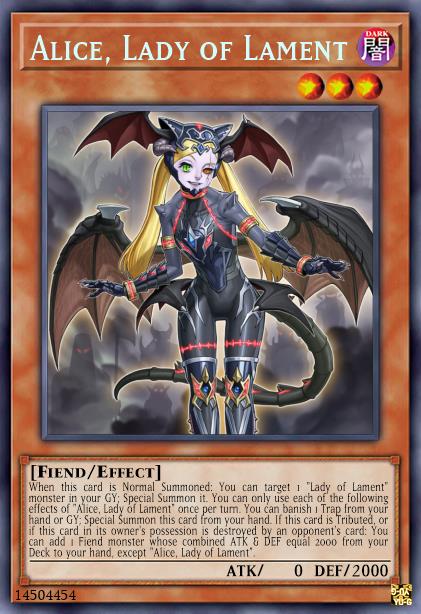 ALICE, LADY OF LAMENT
DARK
闇
[FIEND/EFFECT]
When this card is Normal Summoned: You can target 1 "Lady of Lament"
monster in your GY; Special Summon it. You can only use each of the following
effects of "Alice, Lady of Lament" once per turn. You can banish 1 Trap from your
hand or GY; Special Summon this card from your hand. If this card is Tributed, or
if this card in its owner's possession is destroyed by an opponent's card: You
can add 1 Fiend monster whose combined ATK & DEF equal 2000 from your
Deck to your hand, except "Alice, Lady of Lament".
ATK/ 0 DEF/2000
14504454